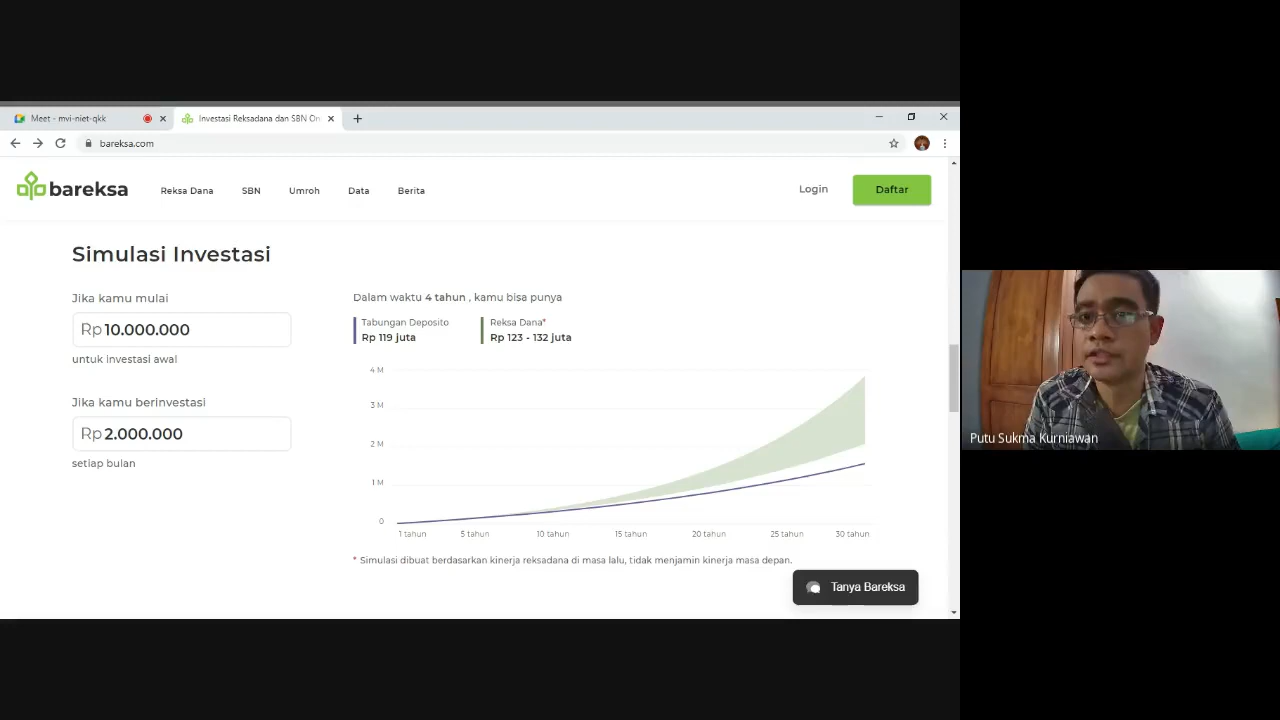 Meet - mvi-niet-qkk
Investasi Reksadana dan SBN On
bareksa.com
bareksa
Reksa Dana
SBN
Umroh
Data
Berita
Login
Daftar
Simulasi Investasi
Jika kamu mulai
Rp 10.000.000
untuk investasi awal
Jika kamu berinvestasi
Rp 2.000.000
setiap bulan
Dalam waktu 4 tahun , kamu bisa punya
Tabungan Deposito
Rp 119 juta
Reksa Dana*
Rp 123 - 132 juta
4 M
3 M
2 M
1 M
0
1 tahun
5 tahun
10 tahun
15 tahun
20 tahun
25 tahun
30 tahun
* Simulasi dibuat berdasarkan kinerja reksadana di masa lalu, tidak menjamin kinerja masa depan.
Tanya Bareksa
Putu Sukma Kurniawan